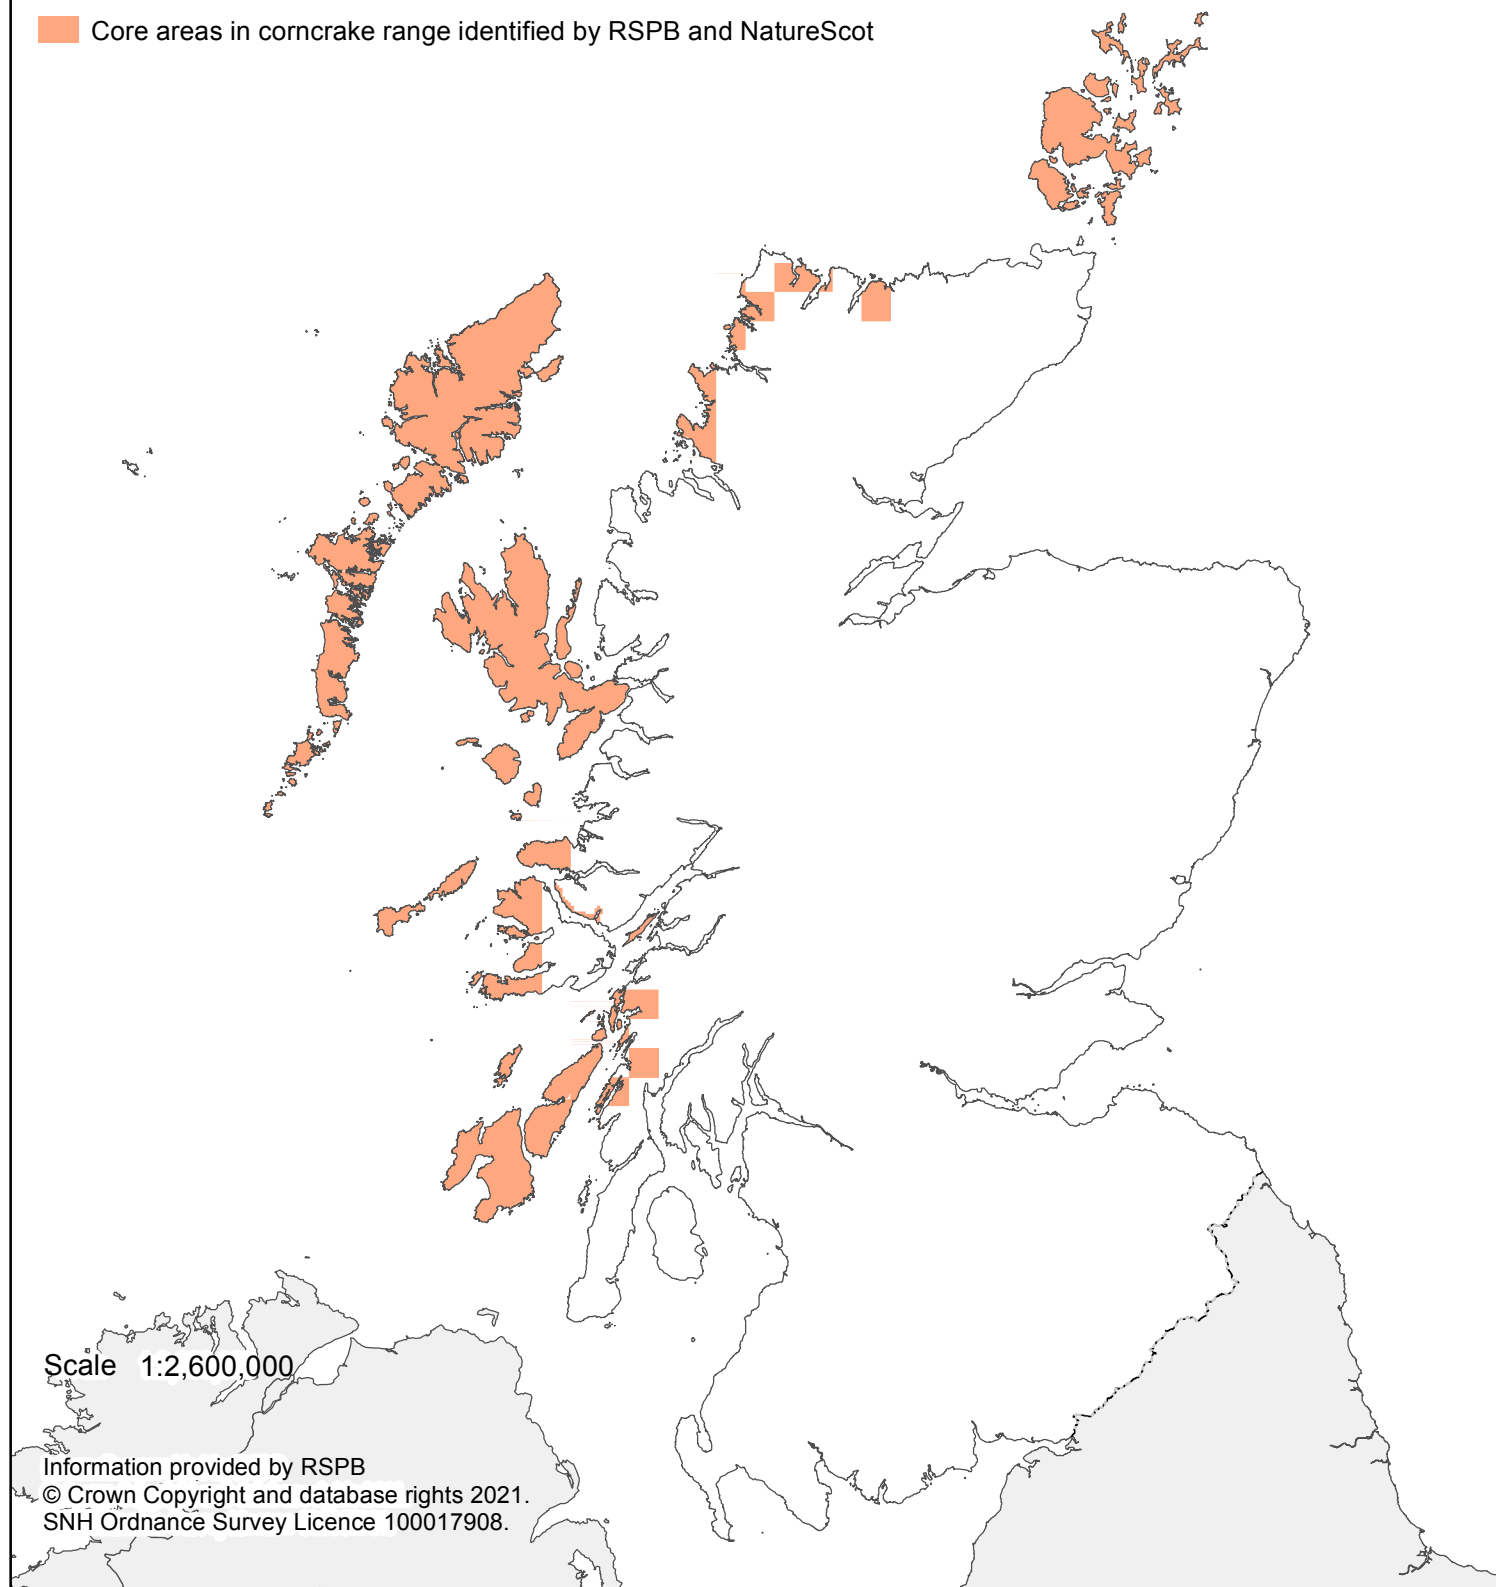 Core areas in corncrake range identified by RSPB and NatureScot
Scale 1:2,600,000
Information provided by RSPB
© Crown Copyright and database rights 2021.
SNH Ordnance Survey Licence 100017908.